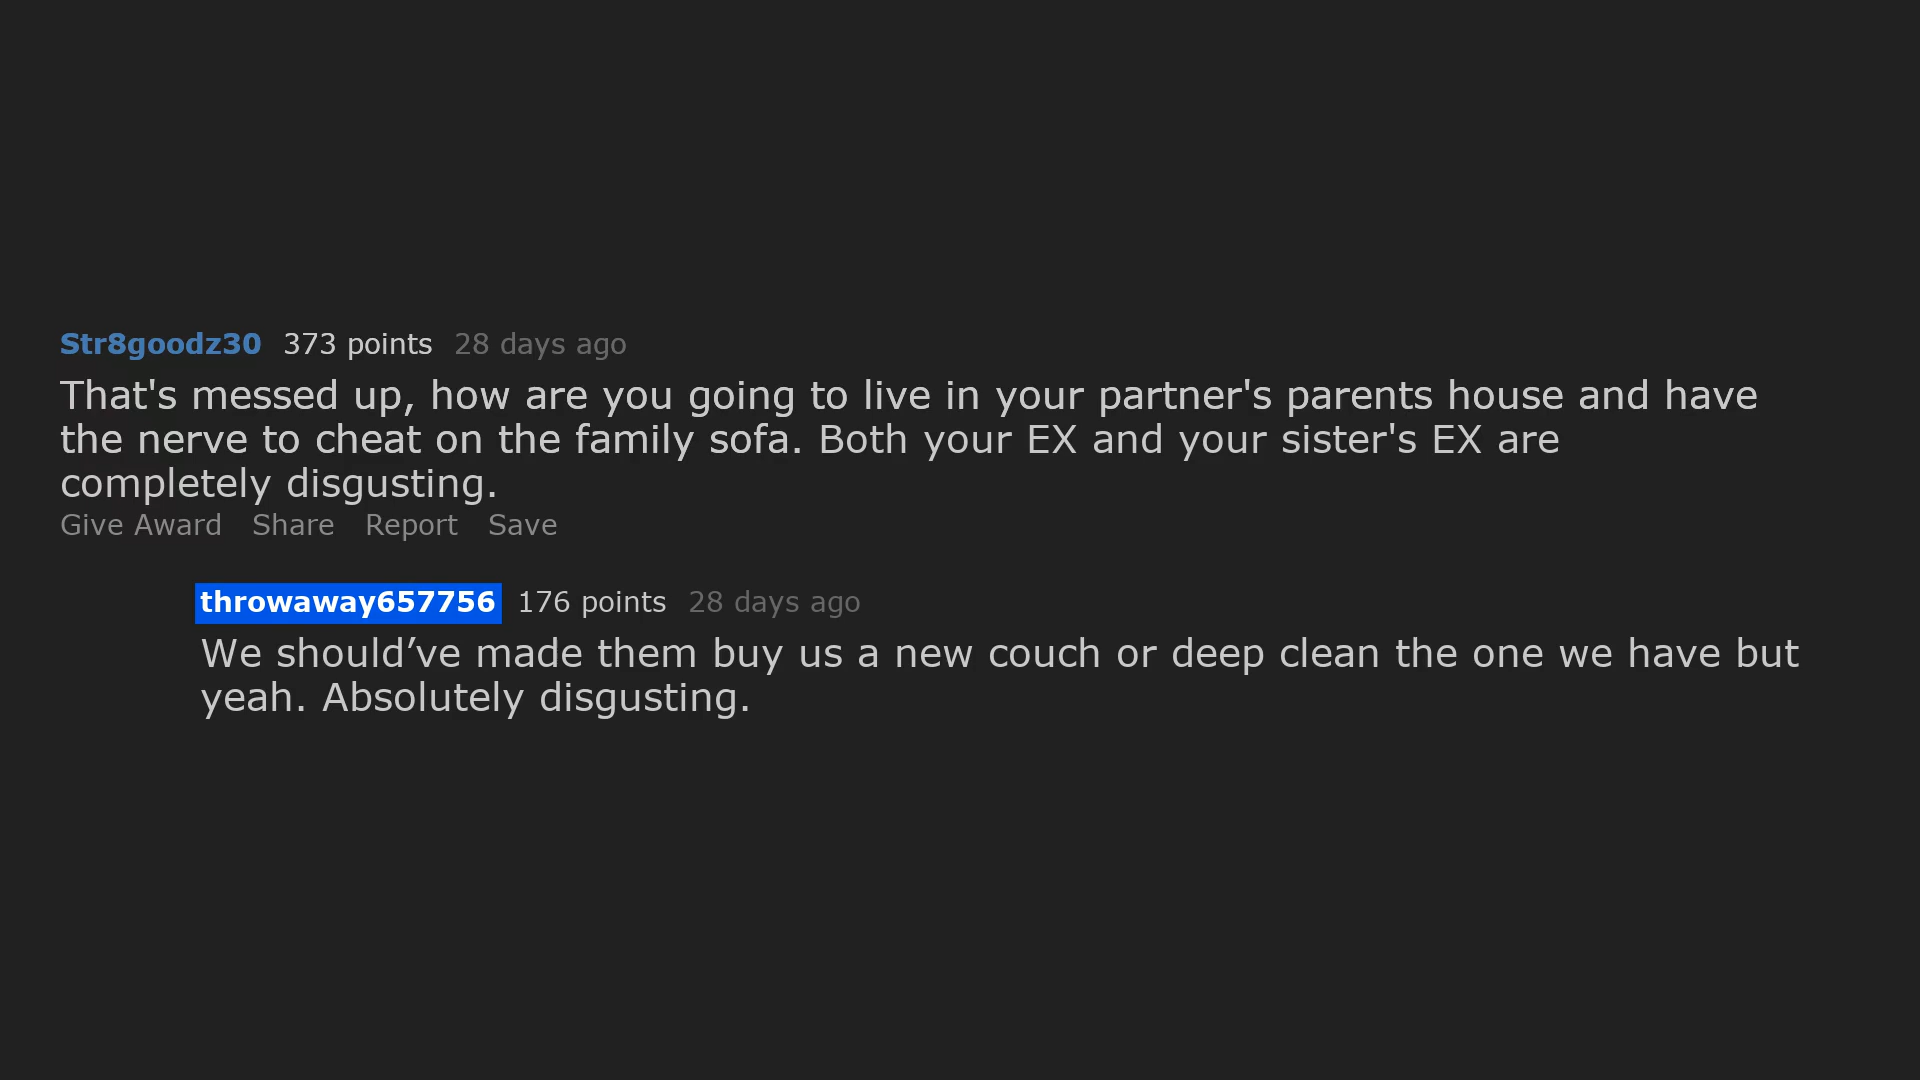 Str8goodz30 373 points 28 days ago
That's messed up, how are you going to live in your partner's parents house and have
the nerve to cheat on the family sofa. Both your EX and your sister's EX are
completely disgusting.
Give Award Share Report Save
throwaway657756 176 points 28 days ago
We should’ve made them buy us a new couch or deep clean the one we have but
yeah. Absolutely disgusting.